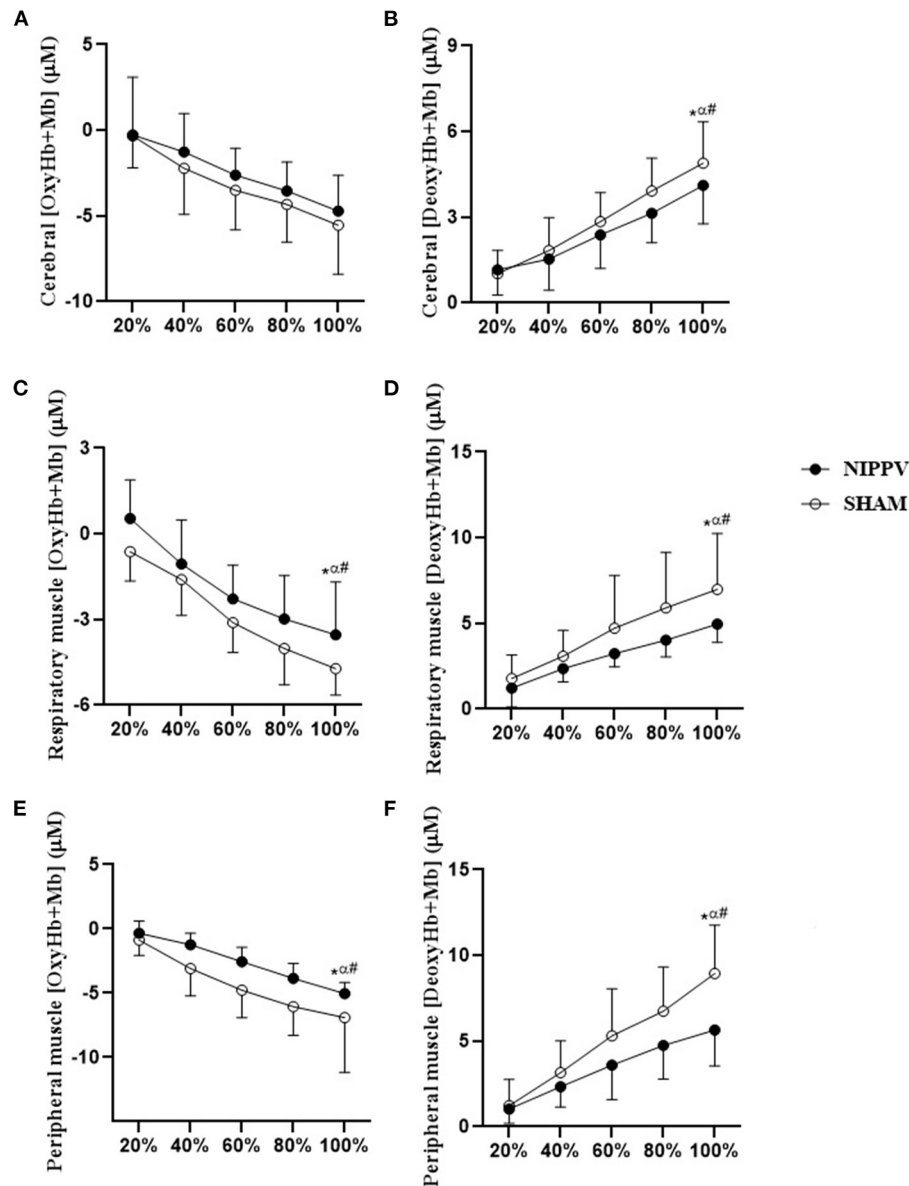 A
Cerebral [OxyHb+Mb] (µM)
5
0
-5
-10
20% 40% 60% 80% 100%
B
Cerebral [DeoxyHb+Mb] (µM)
9
6
3
0
*α#
20% 40% 60% 80% 100%
C
Respiratory muscle [OxyHb+Mb] (µM)
3
0
-3
-6
*α#
20% 40% 60% 80% 100%
D
Respiratory muscle [DeoxyHb+Mb] (µM)
15
10
5
0
*α#
20% 40% 60% 80% 100%
NIPPV
SHAM
E
Peripheral muscle [OxyHb+Mb] (µM)
5
0
-5
-10
*α#
20% 40% 60% 80% 100%
F
Peripheral muscle [DeoxyHb+Mb] (µM)
15
10
5
0
*α#
20% 40% 60% 80% 100%